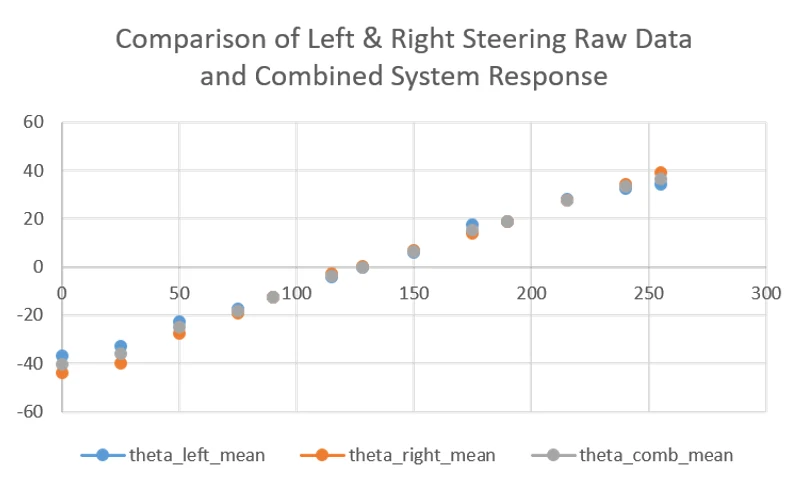 Comparison of Left & Right Steering Raw Data
and Combined System Response
60
40
20
0
0 50 100 150 200 250 300
-20
-40
-60
theta_left_mean theta_right_mean theta_comb_mean